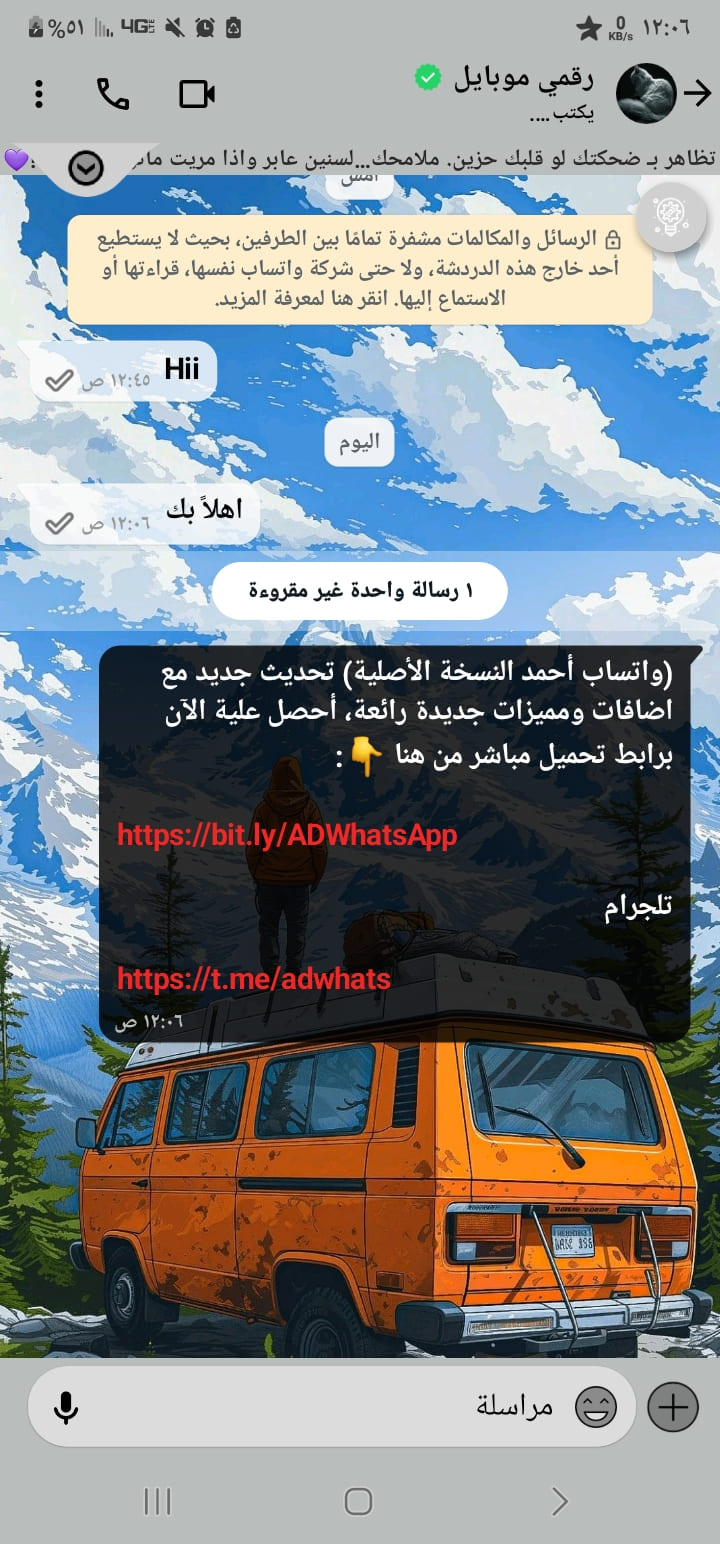 %٥١ 4G LTE
0 KB/s ١٢:٠٦
رقمي موبايل
يكتب....
تظاهر بـ ضحكتك لو قلبك حزين. ملامحك...لسنين عابر واذا مريت
أمس
الرسائل والمكالمات مشفرة تمامًا بين الطرفين، بحيث لا يستطيع
أحد خارج هذه الدردشة، ولا حتى شركة واتساب نفسها، قراءتها أو
الاستماع إليها. انقر هنا لمعرفة المزيد.
Hii
١٢:٤٥ ص
اليوم
اهلاً بك
١٢:٠٦ ص
١ رسالة واحدة غير مقروءة
(واتساب أحمد النسخة الأصلية) تحديث جديد مع
اضافات ومميزات جديدة رائعة، أحصل علية الآن
برابط تحميل مباشر من هنا 👇 :
https://bit.ly/ADWhatsApp
تلجرام
https://t.me/adwhats
١٢:٠٦ ص
مراسلة